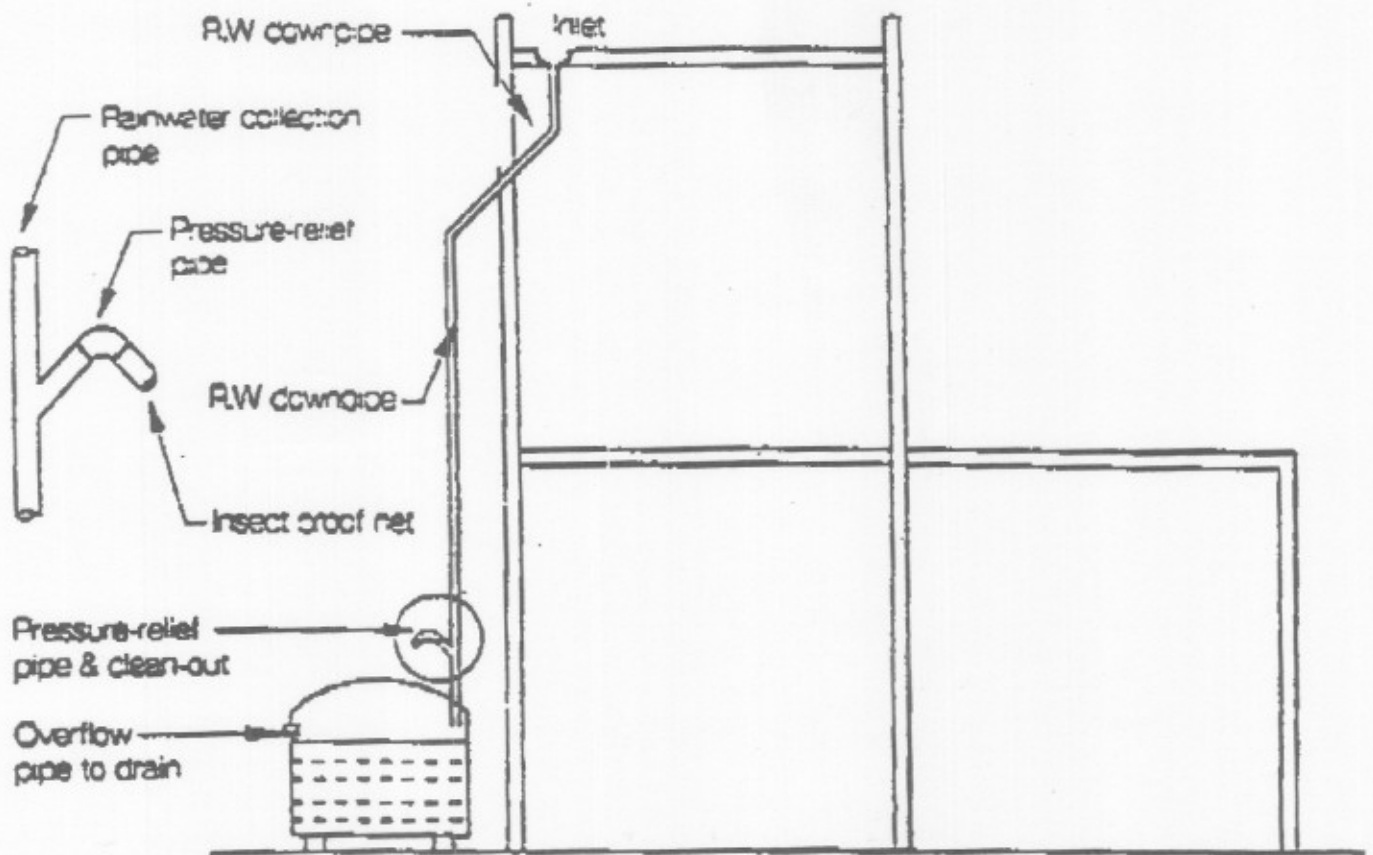 R.W downpipe
Inlet
Rainwater collection
pipe
Pressure-relief
pipe
R.W downpipe
Insect proof net
Pressure-relief
pipe & clean-out
Overflow
pipe to drain